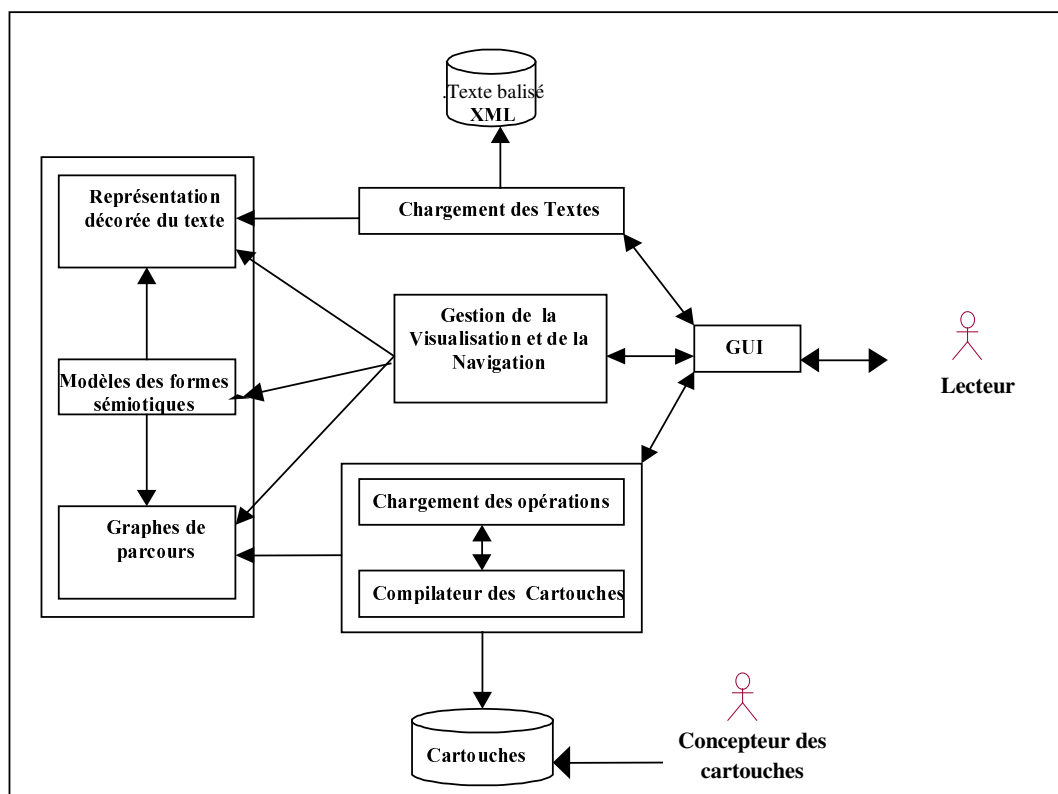 .Texte balisé
XML
Représentation
décorée du texte
Chargement des Textes
Gestion de la
Visualisation et de la
Navigation
GUI
Lecteur
Modèles des formes
sémiotiques
Chargement des opérations
Graphes de
parcours
Compilateur des Cartouches
Cartouches
Concepteur des
cartouches